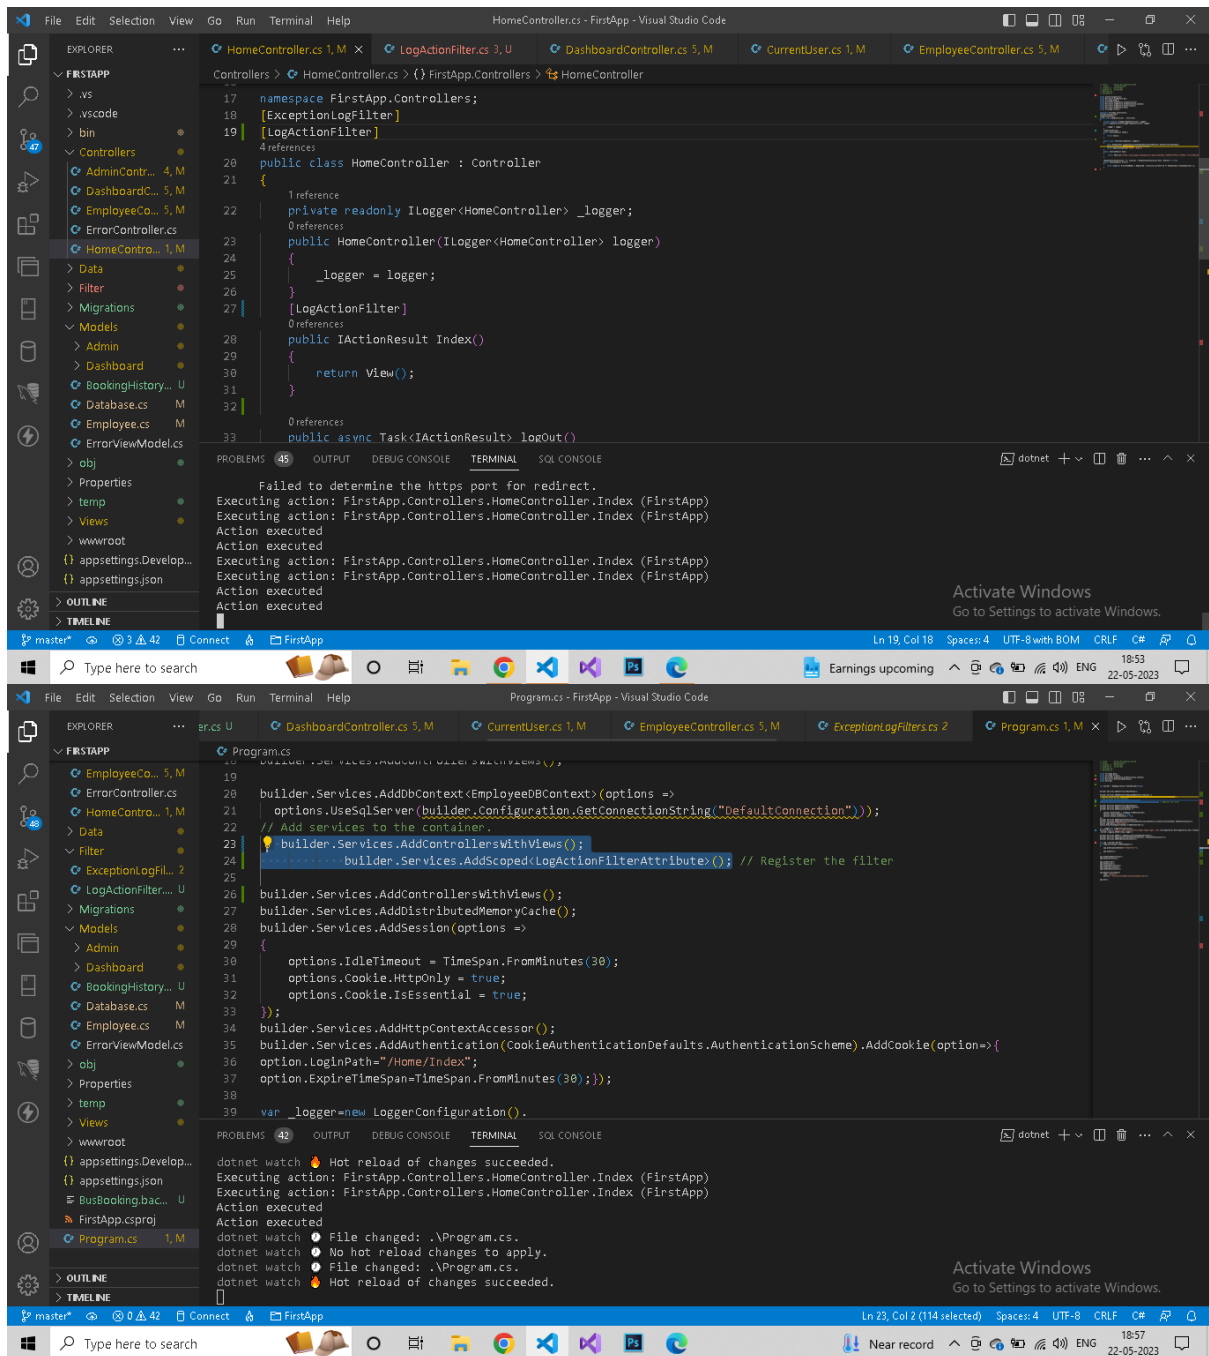 File Edit Selection View Go Run Terminal Help HomeController.cs - FirstApp - Visual Studio Code
EXPLORER ···
HomeController.cs 1, M × LogActionFilter.cs 3, U DashboardController.cs 5, M CurrentUser.cs 1, M EmployeeController.cs 5, M
FIRSTAPP
Controllers > HomeController.cs > {} FirstApp.Controllers > HomeController
> .vs
> .vscode
> bin
Controllers
AdminContr... 4, M
DashboardC... 5, M
EmployeeCo... 5, M
ErrorController.cs
HomeContro... 1, M
> Data
> Filter
> Migrations
Models
> Admin
> Dashboard
BookingHistory... U
Database.cs M
Employee.cs M
ErrorViewModel.cs
> obj
> Properties
> temp
> Views
> wwwroot
{} appsettings.Develop...
{} appsettings.json
> OUTLINE
> TIMELINE
47
17 namespace FirstApp.Controllers;
18 [ExceptionLogFilter]
19 [LogActionFilter]
4 references
20 public class HomeController : Controller
21 {
1 reference
22 private readonly ILogger<HomeController> _logger;
0 references
23 public HomeController(ILogger<HomeController> logger)
24 {
25 _logger = logger;
26 }
27 [LogActionFilter]
0 references
28 public IActionResult Index()
29 {
30 return View();
31 }
32
0 references
33 public async Task<IActionResult> logOut()
PROBLEMS 45 OUTPUT DEBUG CONSOLE TERMINAL SQL CONSOLE dotnet
Failed to determine the https port for redirect.
Executing action: FirstApp.Controllers.HomeController.Index (FirstApp)
Executing action: FirstApp.Controllers.HomeController.Index (FirstApp)
Action executed
Action executed
Executing action: FirstApp.Controllers.HomeController.Index (FirstApp)
Executing action: FirstApp.Controllers.HomeController.Index (FirstApp)
Action executed
Action executed
Activate Windows
Go to Settings to activate Windows.
master* 3 42 Connect FirstApp Ln 19, Col 18 Spaces: 4 UTF-8 with BOM CRLF C#
Type here to search Ps Earnings upcoming ENG 18:53
22-05-2023
File Edit Selection View Go Run Terminal Help Program.cs - FirstApp - Visual Studio Code
EXPLORER ···
er.cs U DashboardController.cs 5, M CurrentUser.cs 1, M EmployeeController.cs 5, M ExceptionLogFilters.cs 2 Program.cs 1, M ×
FIRSTAPP
Program.cs
EmployeeCo... 5, M
ErrorController.cs
HomeContro... 1, M
> Data
Filter
ExceptionLogFil... 2
LogActionFilter.... U
> Migrations
Models
> Admin
> Dashboard
BookingHistory... U
Database.cs M
Employee.cs M
ErrorViewModel.cs
> obj
> Properties
> temp
> Views
> wwwroot
{} appsettings.Develop...
{} appsettings.json
BusBooking.bac... U
FirstApp.csproj
Program.cs 1, M
> OUTLINE
> TIMELINE
48
18 builder.Services.AddControllersWithViews();
19
20 builder.Services.AddDbContext<EmployeeDBContext>(options =>
21 options.UseSqlServer(builder.Configuration.GetConnectionString("DefaultConnection")));
22 // Add services to the container.
23 builder.Services.AddControllersWithViews();
24 builder.Services.AddScoped<LogActionFilterAttribute>(); // Register the filter
25
26 builder.Services.AddControllersWithViews();
27 builder.Services.AddDistributedMemoryCache();
28 builder.Services.AddSession(options =>
29 {
30 options.IdleTimeout = TimeSpan.FromMinutes(30);
31 options.Cookie.HttpOnly = true;
32 options.Cookie.IsEssential = true;
33 });
34 builder.Services.AddHttpContextAccessor();
35 builder.Services.AddAuthentication(CookieAuthenticationDefaults.AuthenticationScheme).AddCookie(option=>{
36 option.LoginPath="/Home/Index";
37 option.ExpireTimeSpan=TimeSpan.FromMinutes(30);});
38
39 var _logger=new LoggerConfiguration().
PROBLEMS 42 OUTPUT DEBUG CONSOLE TERMINAL SQL CONSOLE dotnet
dotnet watch 🔥 Hot reload of changes succeeded.
Executing action: FirstApp.Controllers.HomeController.Index (FirstApp)
Executing action: FirstApp.Controllers.HomeController.Index (FirstApp)
Action executed
Action executed
dotnet watch File changed: .\Program.cs.
dotnet watch No hot reload changes to apply.
dotnet watch File changed: .\Program.cs.
dotnet watch 🔥 Hot reload of changes succeeded.
Activate Windows
Go to Settings to activate Windows.
master* 0 42 Connect FirstApp Ln 23, Col 2 (114 selected) Spaces: 4 UTF-8 CRLF C#
Type here to search Ps Near record ENG 18:57
22-05-2023